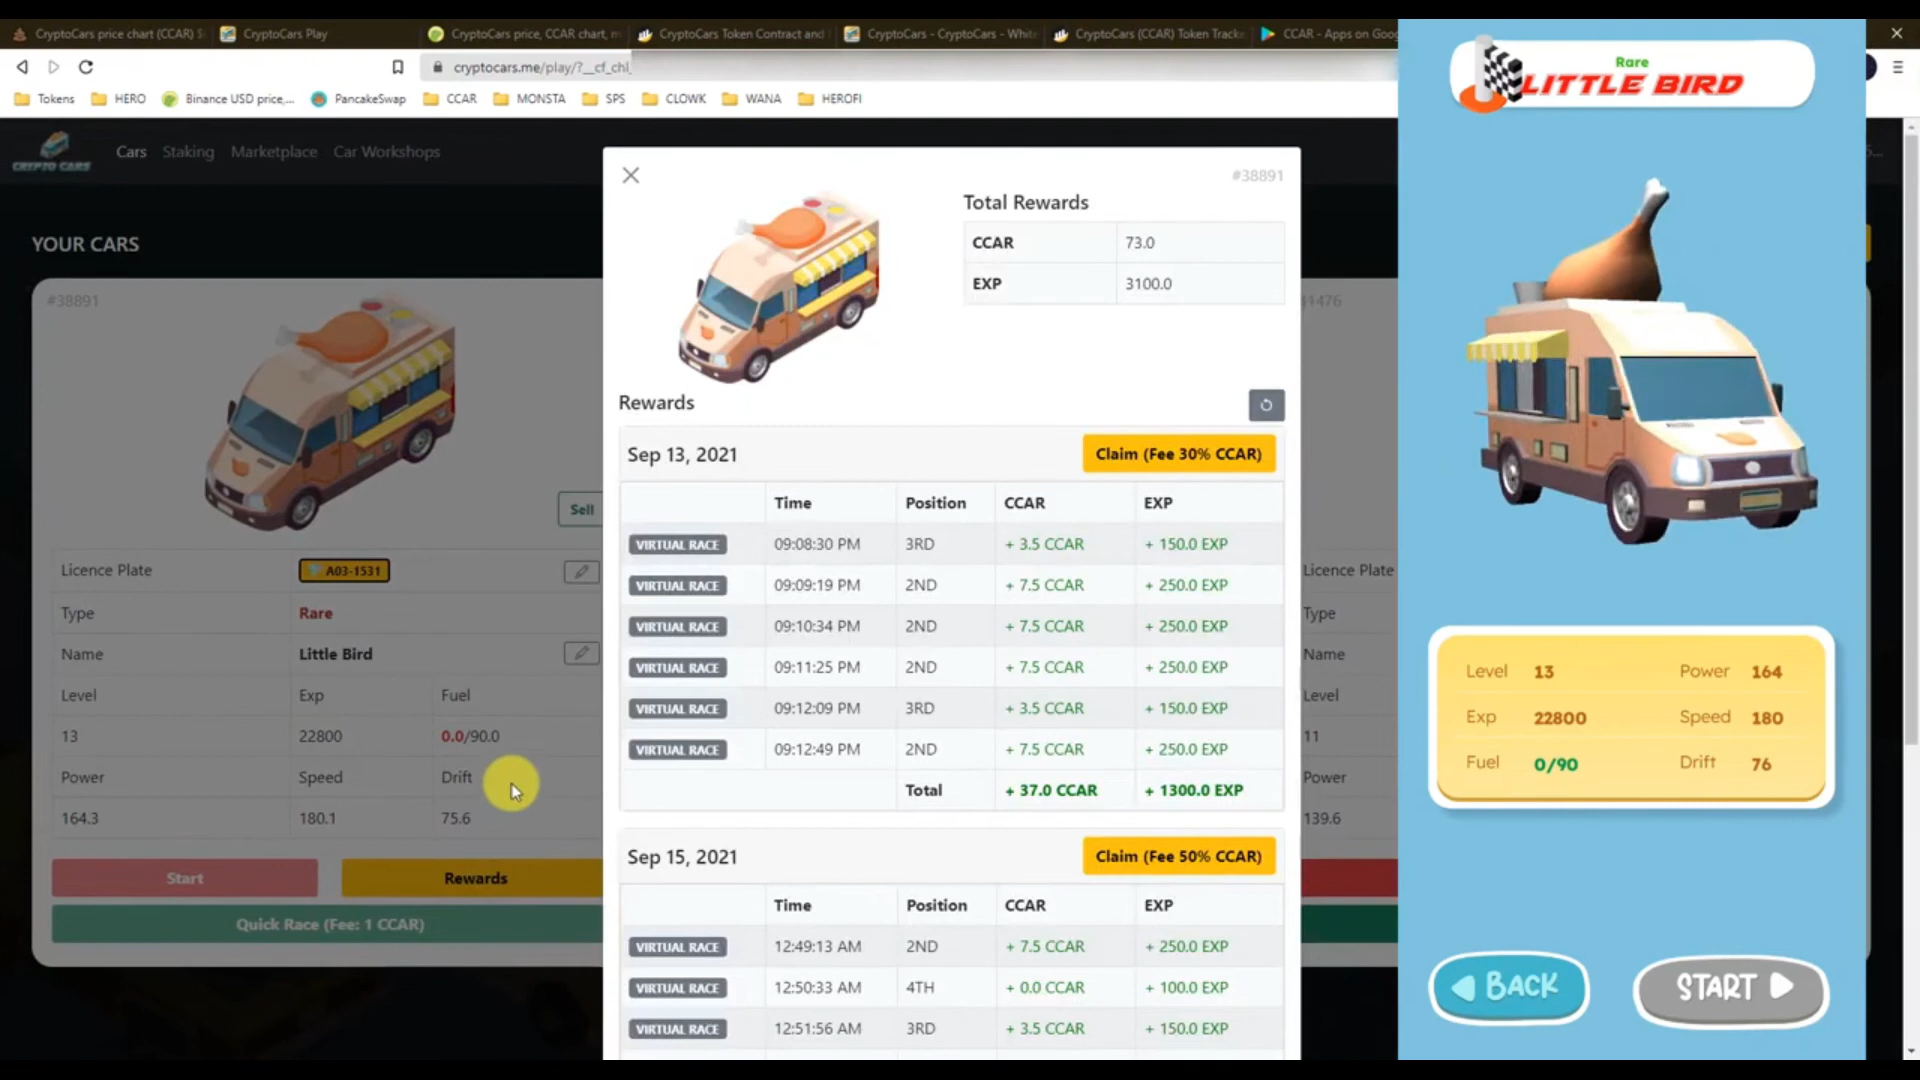 CryptoCars price chart (CCAR) S
CryptoCars Play
CryptoCars price, CCAR chart, m
CryptoCars Token Contract and
CryptoCars - CryptoCars - White
CryptoCars (CCAR) Token Tracke
CCAR - Apps on Goog
cryptocars.me/play/?__cf_chl_
Tokens
HERO
Binance USD price,...
PancakeSwap
CCAR
MONSTA
SPS
CLOWK
WANA
HEROFI
CRYPTO CARS
Cars
Staking
Marketplace
Car Workshops
YOUR CARS
#38891
Sell
Licence Plate
A03-1531
Type
Rare
Name
Little Bird
Level
Exp
Fuel
13
22800
0.0/90.0
Power
Speed
Drift
164.3
180.1
75.6
Start
Rewards
Quick Race (Fee: 1 CCAR)
#38891
Total Rewards
CCAR 73.0
EXP 3100.0
Rewards
Sep 13, 2021
Claim (Fee 30% CCAR)
Time Position CCAR EXP
VIRTUAL RACE 09:08:30 PM 3RD + 3.5 CCAR + 150.0 EXP
VIRTUAL RACE 09:09:19 PM 2ND + 7.5 CCAR + 250.0 EXP
VIRTUAL RACE 09:10:34 PM 2ND + 7.5 CCAR + 250.0 EXP
VIRTUAL RACE 09:11:25 PM 2ND + 7.5 CCAR + 250.0 EXP
VIRTUAL RACE 09:12:09 PM 3RD + 3.5 CCAR + 150.0 EXP
VIRTUAL RACE 09:12:49 PM 2ND + 7.5 CCAR + 250.0 EXP
Total + 37.0 CCAR + 1300.0 EXP
Sep 15, 2021
Claim (Fee 50% CCAR)
Time Position CCAR EXP
VIRTUAL RACE 12:49:13 AM 2ND + 7.5 CCAR + 250.0 EXP
VIRTUAL RACE 12:50:33 AM 4TH + 0.0 CCAR + 100.0 EXP
VIRTUAL RACE 12:51:56 AM 3RD + 3.5 CCAR + 150.0 EXP
1476
Licence Plate
Type
Name
Level
11
Power
139.6
Rare
LITTLE BIRD
Level 13 Power 164
Exp 22800 Speed 180
Fuel 0/90 Drift 76
BACK
START